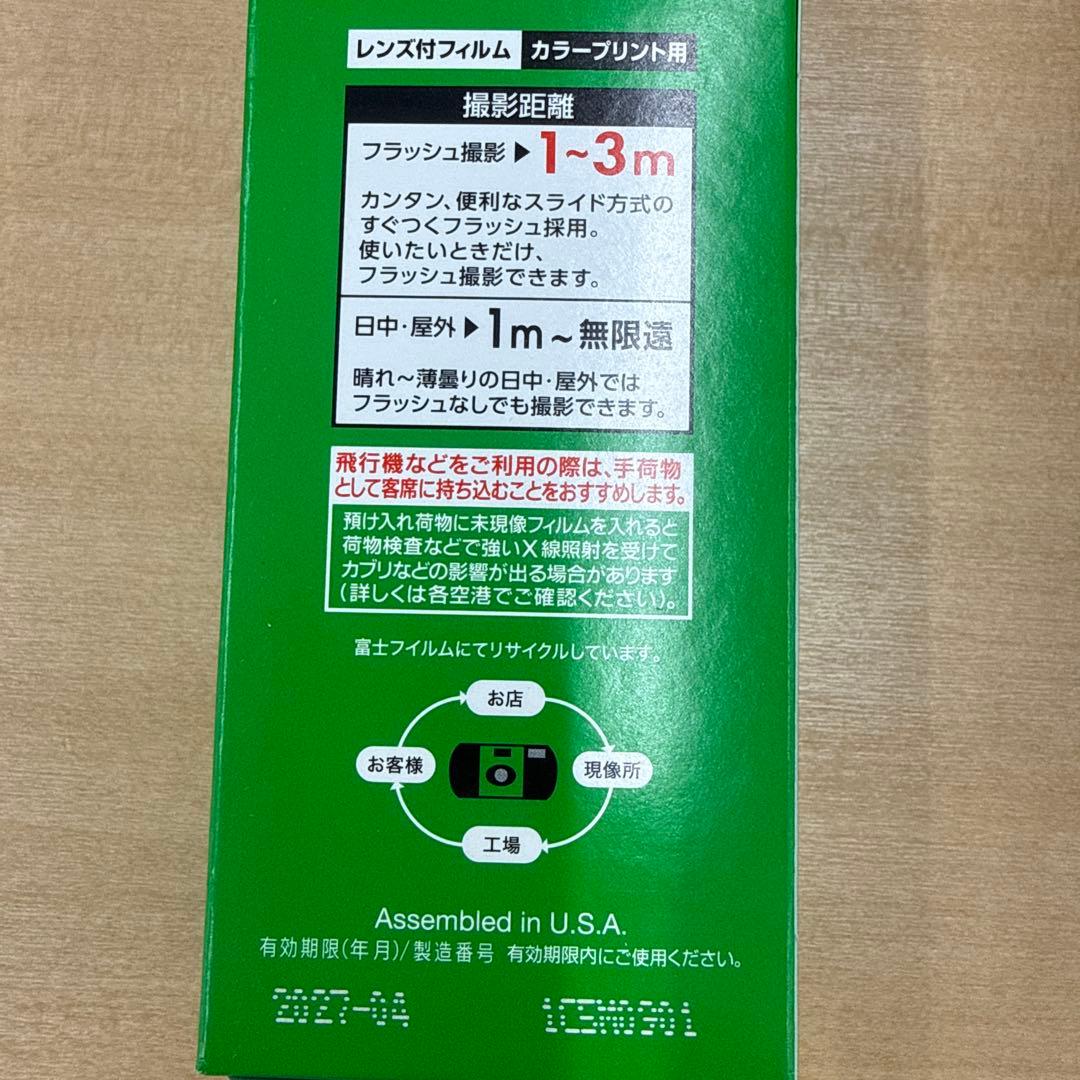 レンズ付フィルム カラープリント用
撮影距離
フラッシュ撮影▶1~3m
カンタン、便利なスライド方式の
すぐつくフラッシュ採用。
使いたいときだけ、
フラッシュ撮影できます。
日中・屋外▶1m~無限遠
晴れ~薄曇りの日中・屋外では
フラッシュなしでも撮影できます。
飛行機などをご利用の際は、手荷物
として客席に持ち込むことをおすすめします。
預け入れ荷物に未現像フィルムを入れると
荷物検査などで強いX線照射を受けて
カブリなどの影響が出る場合があります
(詳しくは各空港でご確認ください)。
富士フイルムにてリサイクルしています。
お店
お客様
現像所
工場
Assembled in U.S.A.
有効期限(年月)/製造番号 有効期限内にご使用ください。
2027-04